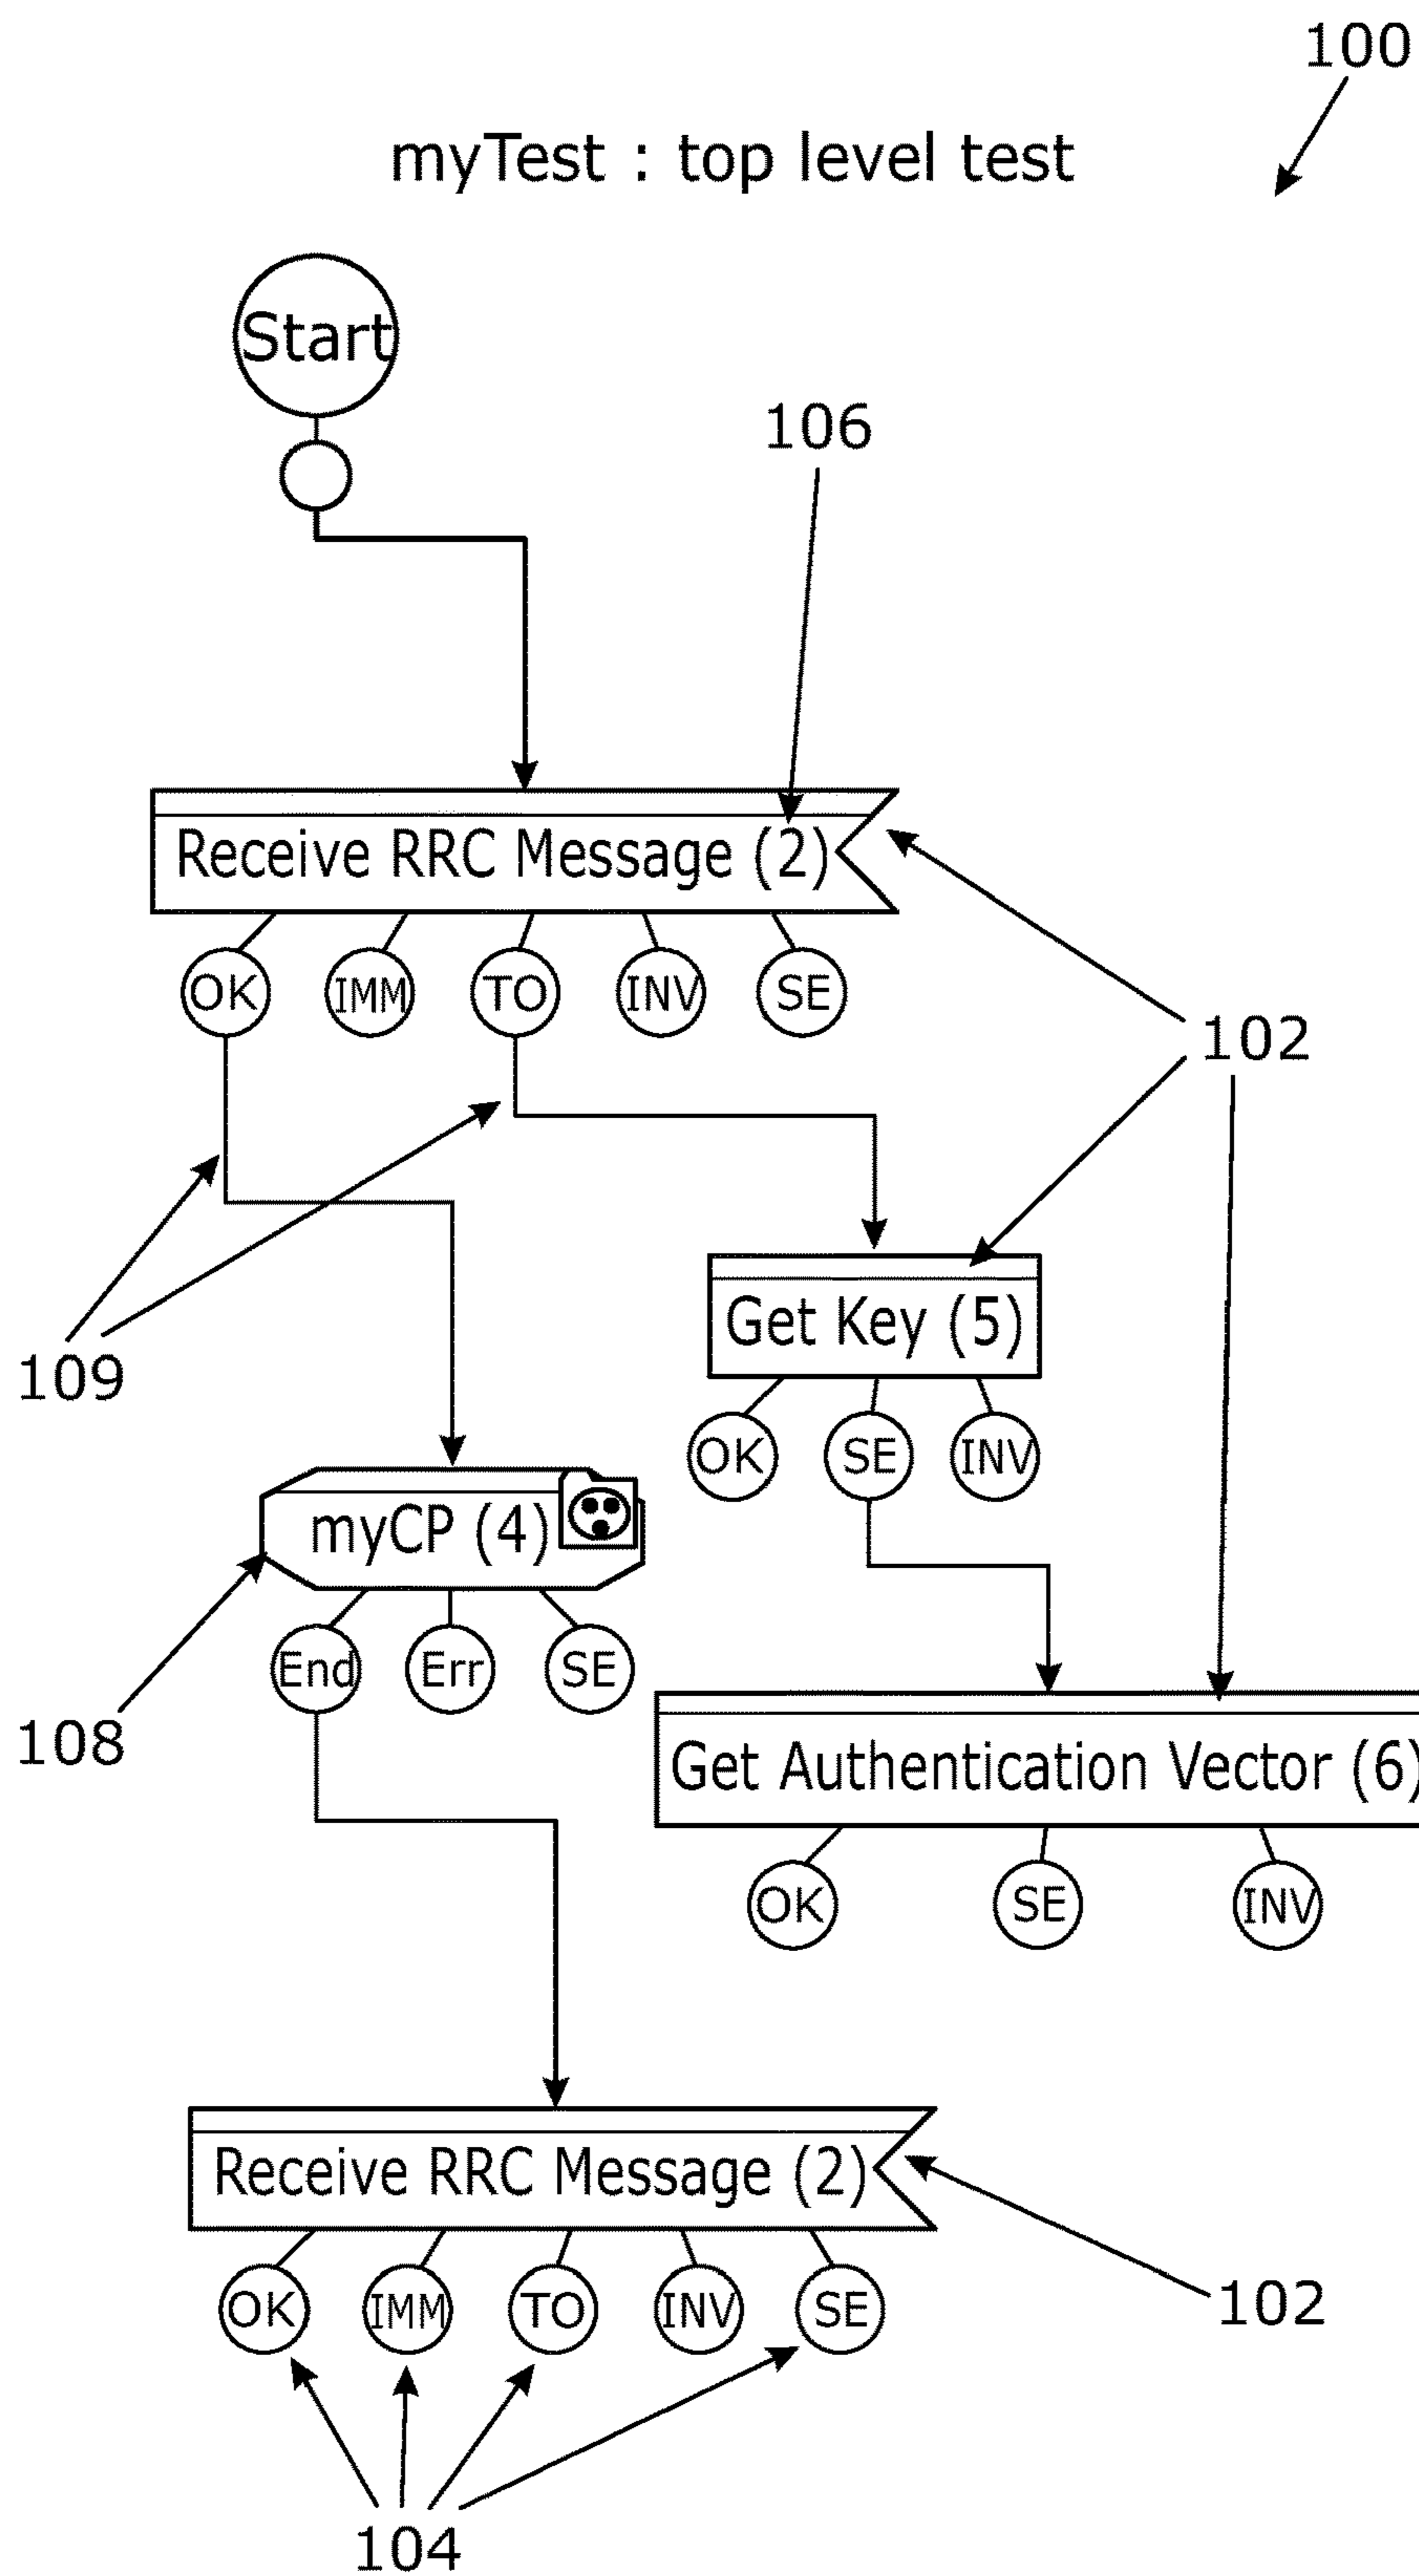 100
myTest : top level test
Start
106
Receive RRC Message (2)
OK IMM TO INV SE
102
Get Key (5)
109
OK SE INV
myCP (4)
End Err SE
108
Get Authentication Vector (6)
OK SE INV
Receive RRC Message (2)
102
OK IMM TO INV SE
104